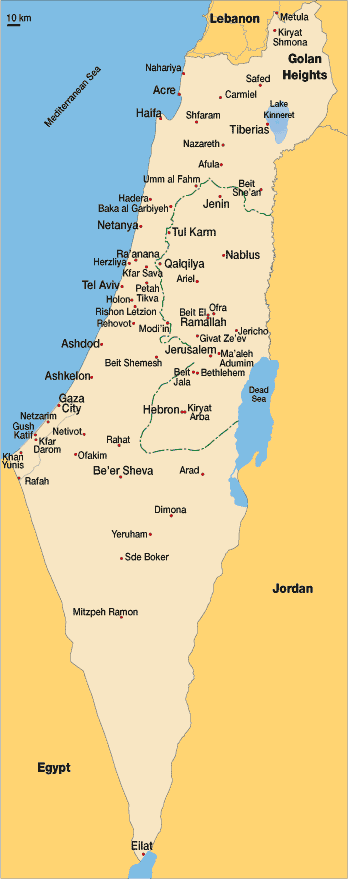 10 km
Lebanon
Metula
Kiryat
Shmona
Golan
Heights
Mediterranean Sea
Nahariya
Safed
Acre
Carmiel
Lake
Kinneret
Haifa
Shfaram
Tiberias
Nazareth
Afula
Umm al Fahm
Beit
She'an
Hadera
Jenin
Baka al Garbiyeh
Netanya
Tul Karm
Ra'anana
Nablus
Herzliya
Qalqilya
Kfar Sava
Ariel
Tel Aviv
Petah
Tikva
Holon
Rishon Letzion
Beit El
Ofra
Rehovot
Modi'in
Ramallah
Jericho
Givat Ze'ev
Ashdod
Jerusalem
Ma'aleh
Adumim
Beit Shemesh
Beit
Jala
Bethlehem
Ashkelon
Dead
Sea
Gaza
City
Hebron
Kiryat
Arba
Netzarim
Gush
Katif
Netivot
Kfar
Darom
Rahat
Khan
Yunis
Ofakim
Rafah
Be'er Sheva
Arad
Dimona
Yeruham
Sde Boker
Jordan
Mitzpeh Ramon
Egypt
Eilat